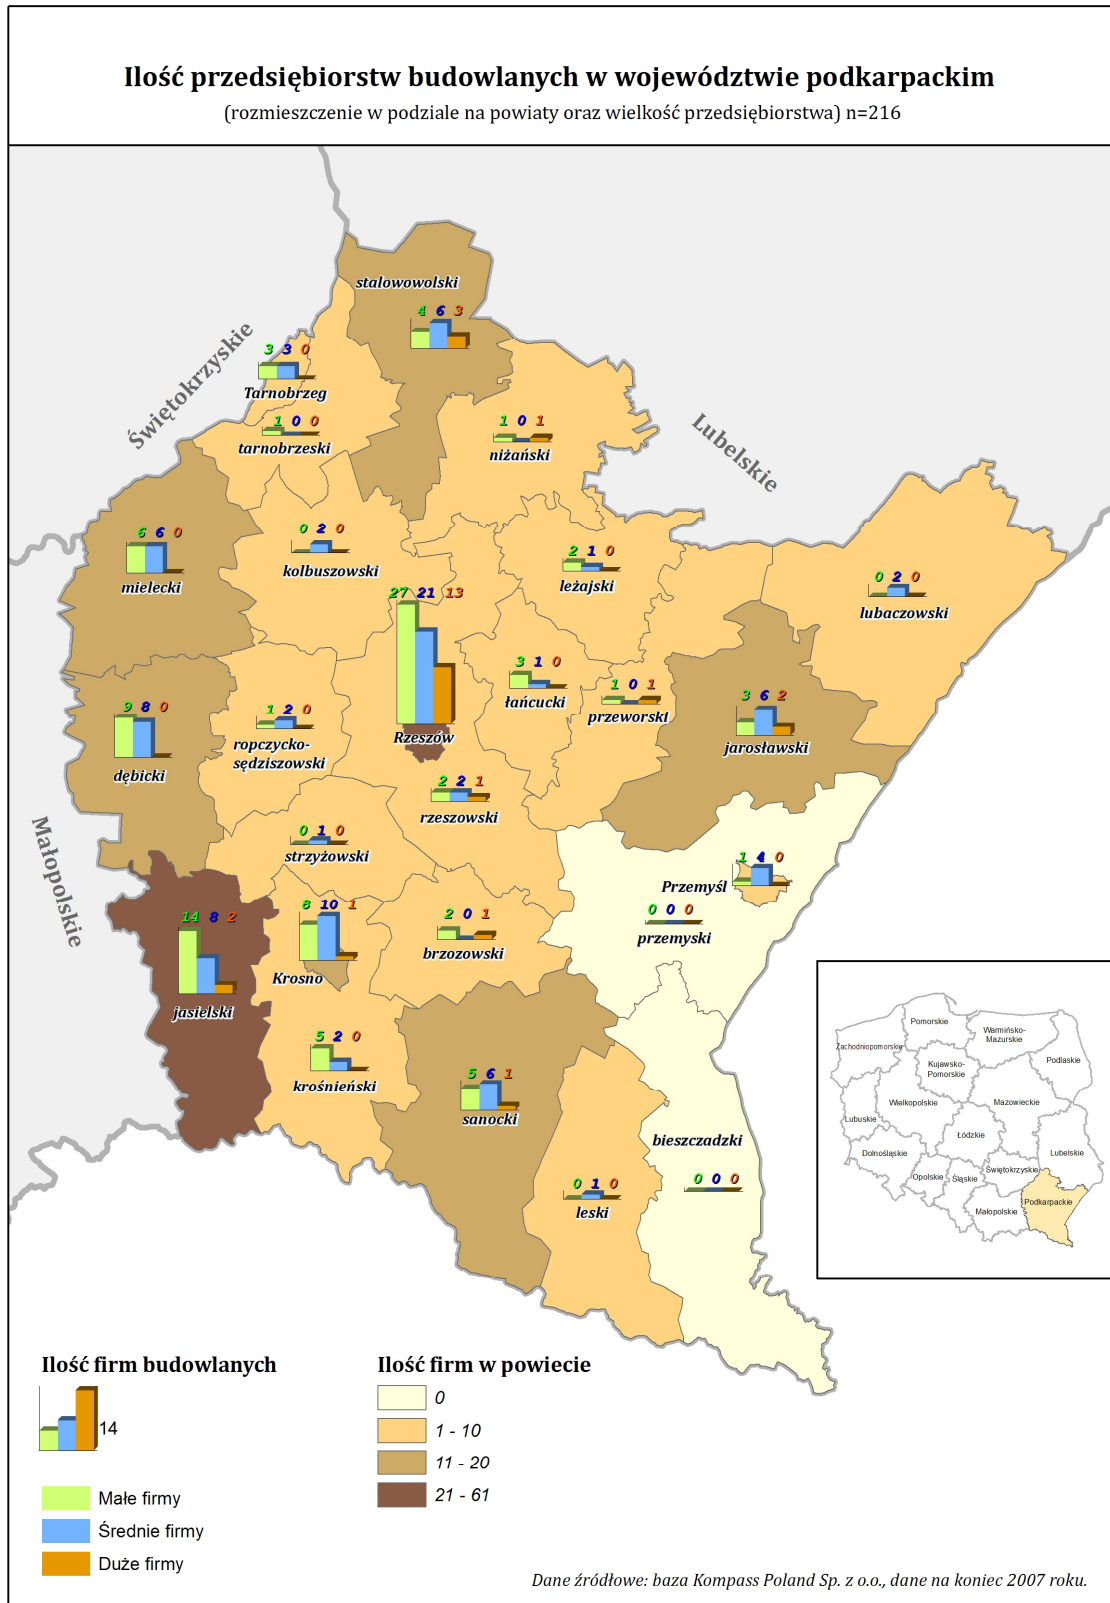 Ilość przedsiębiorstw budowlanych w województwie podkarpackim
(rozmieszczenie w podziale na powiaty oraz wielkość przedsiębiorstwa) n=216
Świętokrzyskie
Lubelskie
Małopolskie
stalowowolski
4 6 3
3 3 0
Tarnobrzeg
1 0 0
tarnobrzeski
1 0 1
niżański
6 6 0
mielecki
0 2 0
kolbuszowski
2 1 0
leżajski
0 2 0
lubaczowski
27 21 13
Rzeszów
3 1 0
łańcucki
1 0 1
przeworski
3 6 2
jarosławski
9 8 0
dębicki
1 2 0
ropczycko-
sędziszowski
2 2 1
rzeszowski
0 1 0
strzyżowski
1 4 0
Przemyśl
0 0 0
przemyski
14 8 2
jasielski
8 10 1
Krosno
2 0 1
brzozowski
5 2 0
krośnieński
5 6 1
sanocki
bieszczadzki
0 0 0
0 1 0
leski
Pomorskie
Warmińsko-
Mazurskie
Zachodniopomorskie
Kujawsko-
Pomorskie
Podlaskie
Lubuskie
Wielkopolskie
Mazowieckie
Łódzkie
Dolnośląskie
Lubelskie
Opolskie
Śląskie
Świętokrzyskie
Małopolskie
Podkarpackie
Ilość firm budowlanych
14
Małe firmy
Średnie firmy
Duże firmy
Ilość firm w powiecie
0
1 - 10
11 - 20
21 - 61
Dane źródłowe: baza Kompass Poland Sp. z o.o., dane na koniec 2007 roku.